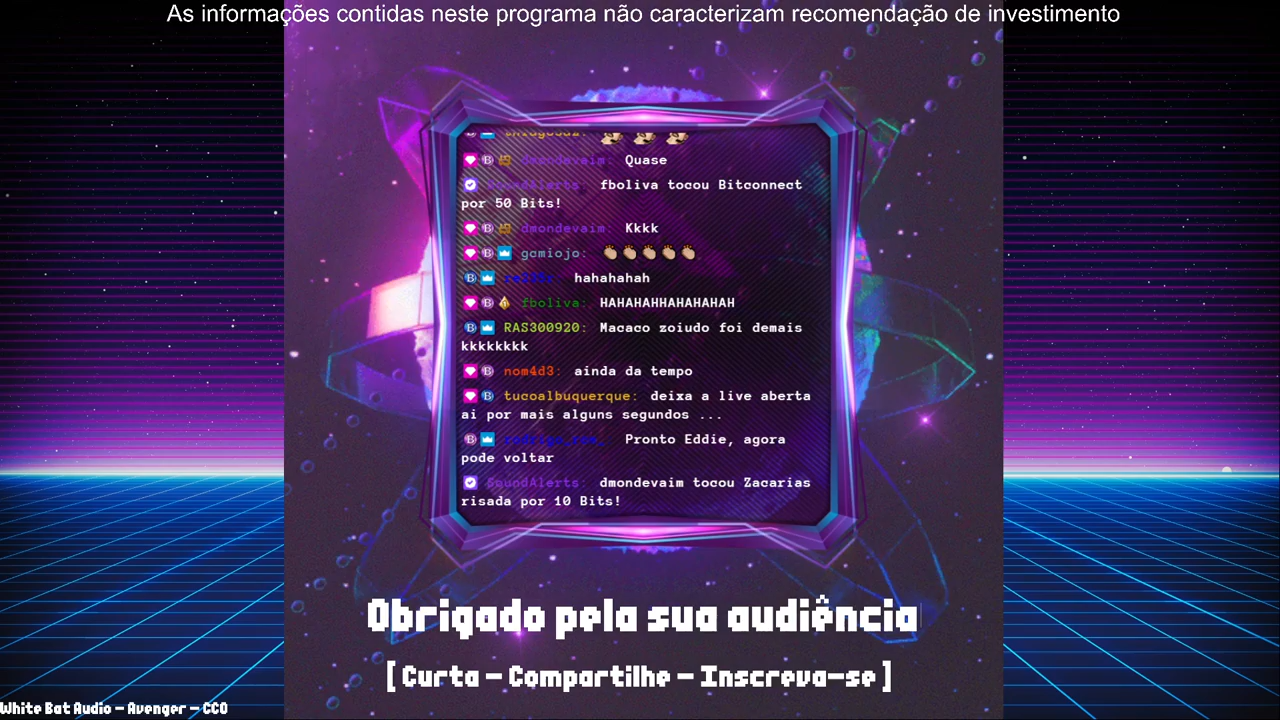 As informações contidas neste programa não caracterizam recomendação de investimento
dmondevaim: Quase
SoundAlerts: fboliva tocou Bitconnect
por 50 Bits!
dmondevaim: Kkkk
gcmiojo:
hahahahah
fboliva: HAHAHAHHAHAHAHAH
RAS300920: Macaco zoiudo foi demais
kkkkkkkk
nom4d3: ainda da tempo
tucoalbuquerque: deixa a live aberta
ai por mais alguns segundos ...
Pronto Eddie, agora
pode voltar
SoundAlerts: dmondevaim tocou Zacarias
risada por 10 Bits!
Obrigado pela sua audiência
[ Curta - Compartilhe - Inscreva-se ]
White Bat Audio - Avenger - CC0